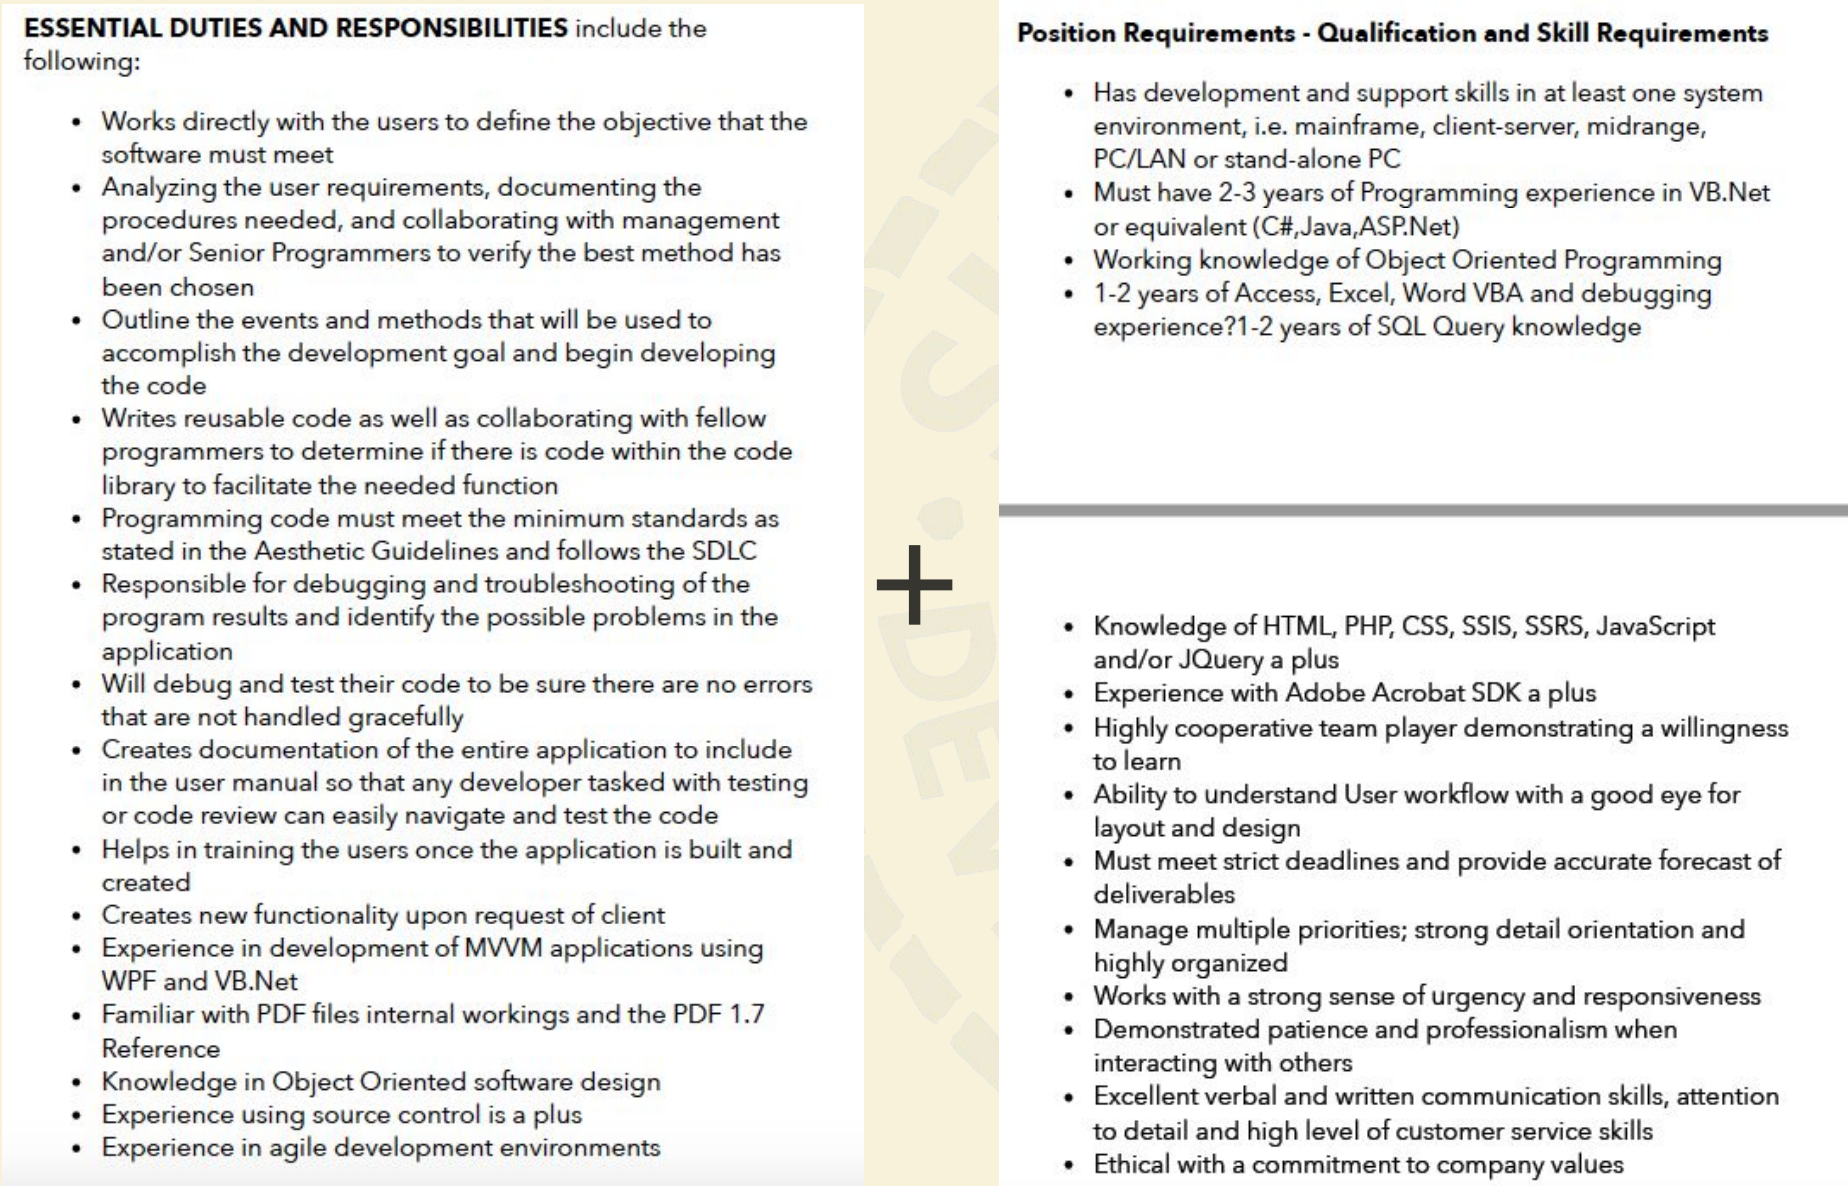 ESSENTIAL DUTIES AND RESPONSIBILITIES include the
following:
• Works directly with the users to define the objective that the
software must meet
• Analyzing the user requirements, documenting the
procedures needed, and collaborating with management
and/or Senior Programmers to verify the best method has
been chosen
• Outline the events and methods that will be used to
accomplish the development goal and begin developing
the code
• Writes reusable code as well as collaborating with fellow
programmers to determine if there is code within the code
library to facilitate the needed function
• Programming code must meet the minimum standards as
stated in the Aesthetic Guidelines and follows the SDLC
• Responsible for debugging and troubleshooting of the
program results and identify the possible problems in the
application
• Will debug and test their code to be sure there are no errors
that are not handled gracefully
• Creates documentation of the entire application to include
in the user manual so that any developer tasked with testing
or code review can easily navigate and test the code
• Helps in training the users once the application is built and
created
• Creates new functionality upon request of client
• Experience in development of MVVM applications using
WPF and VB.Net
• Familiar with PDF files internal workings and the PDF 1.7
Reference
• Knowledge in Object Oriented software design
• Experience using source control is a plus
• Experience in agile development environments
+
Position Requirements - Qualification and Skill Requirements
• Has development and support skills in at least one system
environment, i.e. mainframe, client-server, midrange,
PC/LAN or stand-alone PC
• Must have 2-3 years of Programming experience in VB.Net
or equivalent (C#,Java,ASP.Net)
• Working knowledge of Object Oriented Programming
• 1-2 years of Access, Excel, Word VBA and debugging
experience?1-2 years of SQL Query knowledge
• Knowledge of HTML, PHP, CSS, SSIS, SSRS, JavaScript
and/or JQuery a plus
• Experience with Adobe Acrobat SDK a plus
• Highly cooperative team player demonstrating a willingness
to learn
• Ability to understand User workflow with a good eye for
layout and design
• Must meet strict deadlines and provide accurate forecast of
deliverables
• Manage multiple priorities; strong detail orientation and
highly organized
• Works with a strong sense of urgency and responsiveness
• Demonstrated patience and professionalism when
interacting with others
• Excellent verbal and written communication skills, attention
to detail and high level of customer service skills
• Ethical with a commitment to company values